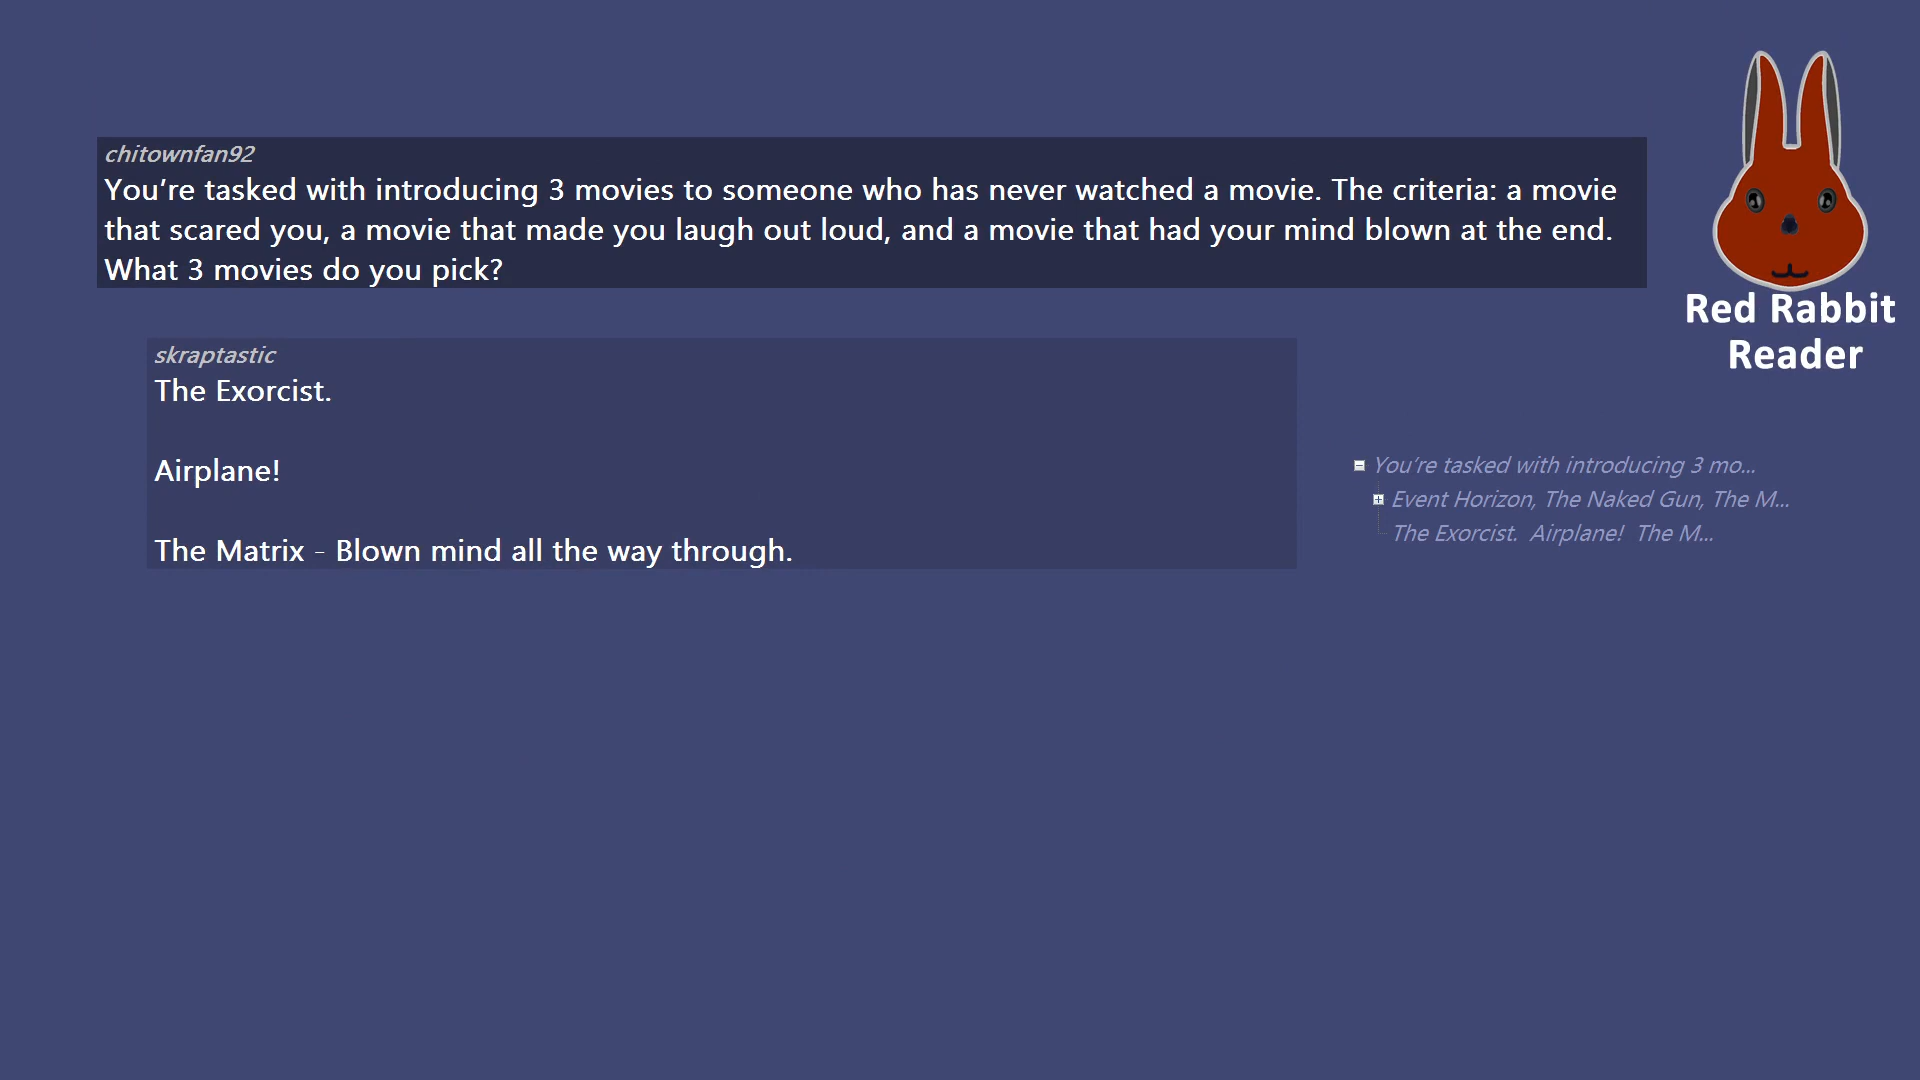 chitownfan92
You’re tasked with introducing 3 movies to someone who has never watched a movie. The criteria: a movie
that scared you, a movie that made you laugh out loud, and a movie that had your mind blown at the end.
What 3 movies do you pick?
Red Rabbit
Reader
skraptastic
The Exorcist.
Airplane!
The Matrix - Blown mind all the way through.
You’re tasked with introducing 3 mo...
Event Horizon, The Naked Gun, The M...
The Exorcist.  Airplane!  The M...